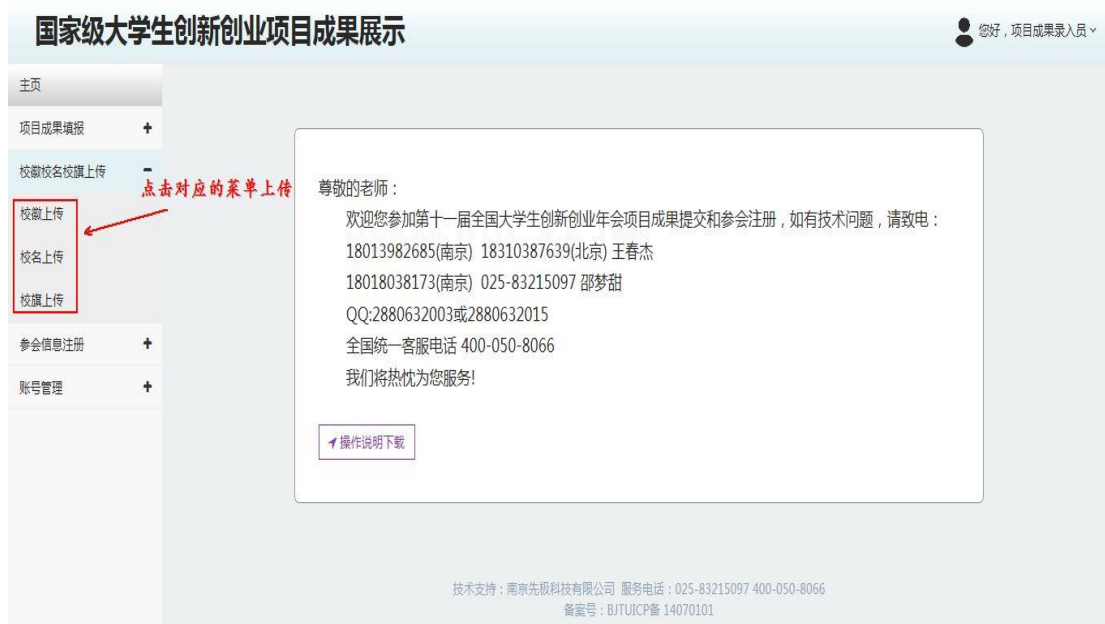 国家级大学生创新创业项目成果展示
您好，项目成果录入员
主页
项目成果填报
校徽校名校旗上传
点击对应的菜单上传
校徽上传
校名上传
校旗上传
参会信息注册
账号管理
尊敬的老师：
欢迎您参加第十一届全国大学生创新创业年会项目成果提交和参会注册，如有技术问题，请致电：
18013982685(南京) 18310387639(北京) 王春杰
18018038173(南京) 025-83215097 邵梦甜
QQ:2880632003或2880632015
全国统一客服电话 400-050-8066
我们将热忱为您服务!
操作说明下载
技术支持：南京先极科技有限公司 服务电话：025-83215097 400-050-8066
备案号：BJTUICP备 14070101